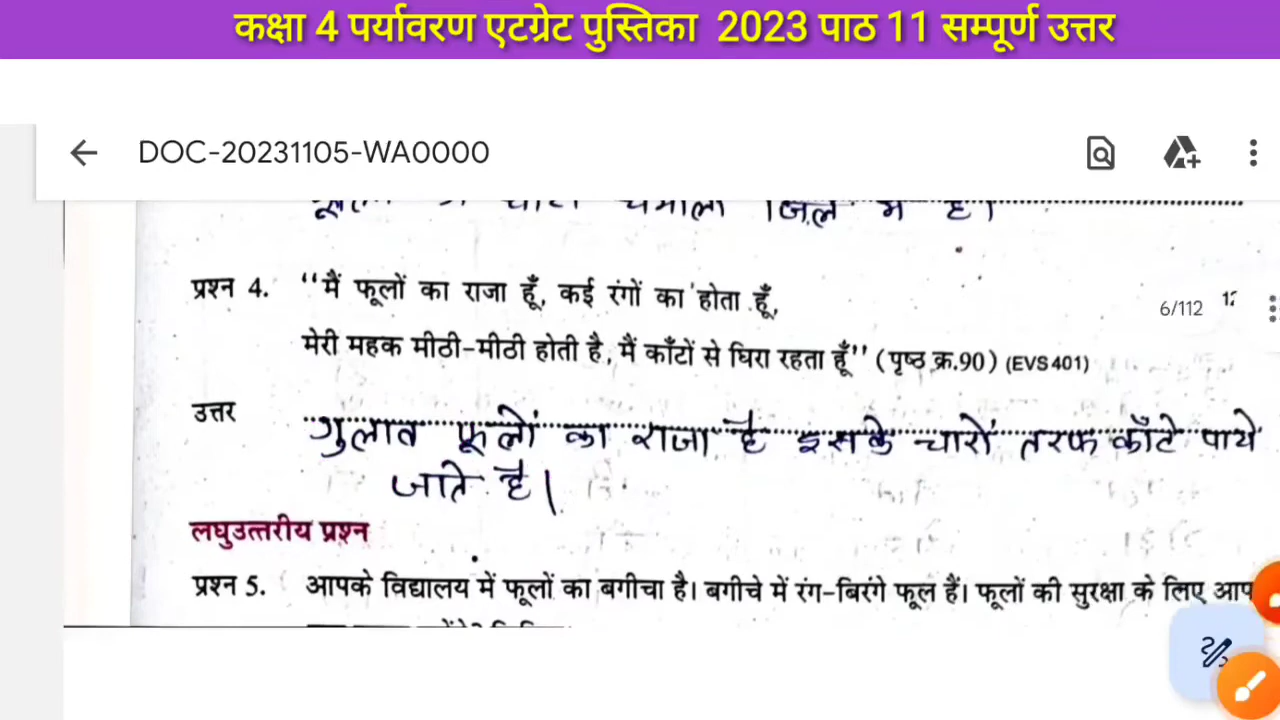 कक्षा 4 पर्यावरण एटग्रेट पुस्तिका 2023 पाठ 11 सम्पूर्ण उत्तर
DOC-20231105-WA0000
जिले में है।
प्रश्न 4. “मैं फूलों का राजा हूँ, कई रंगों का होता हूँ,
6/112
मेरी महक मीठी-मीठी होती है, मैं काँटों से घिरा रहता हूँ” (पृष्ठ क्र.90) (EVS 401)
उत्तर गुलाब फूलों का राजा है इसके चारों तरफ काँटे पाये
जाते है।
लघुउत्तरीय प्रश्न
प्रश्न 5. आपके विद्यालय में फूलों का बगीचा है। बगीचे में रंग-बिरंगे फूल हैं। फूलों की सुरक्षा के लिए आप